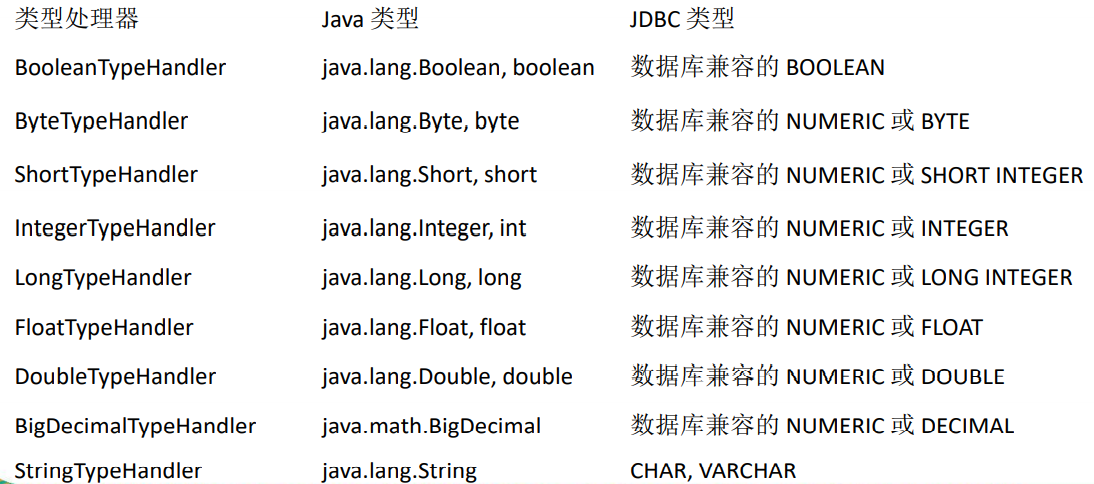 类型处理器 Java 类型 JDBC 类型
BooleanTypeHandler java.lang.Boolean, boolean 数据库兼容的 BOOLEAN
ByteTypeHandler java.lang.Byte, byte 数据库兼容的 NUMERIC 或 BYTE
ShortTypeHandler java.lang.Short, short 数据库兼容的 NUMERIC 或 SHORT INTEGER
IntegerTypeHandler java.lang.Integer, int 数据库兼容的 NUMERIC 或 INTEGER
LongTypeHandler java.lang.Long, long 数据库兼容的 NUMERIC 或 LONG INTEGER
FloatTypeHandler java.lang.Float, float 数据库兼容的 NUMERIC 或 FLOAT
DoubleTypeHandler java.lang.Double, double 数据库兼容的 NUMERIC 或 DOUBLE
BigDecimalTypeHandler java.math.BigDecimal 数据库兼容的 NUMERIC 或 DECIMAL
StringTypeHandler java.lang.String CHAR, VARCHAR